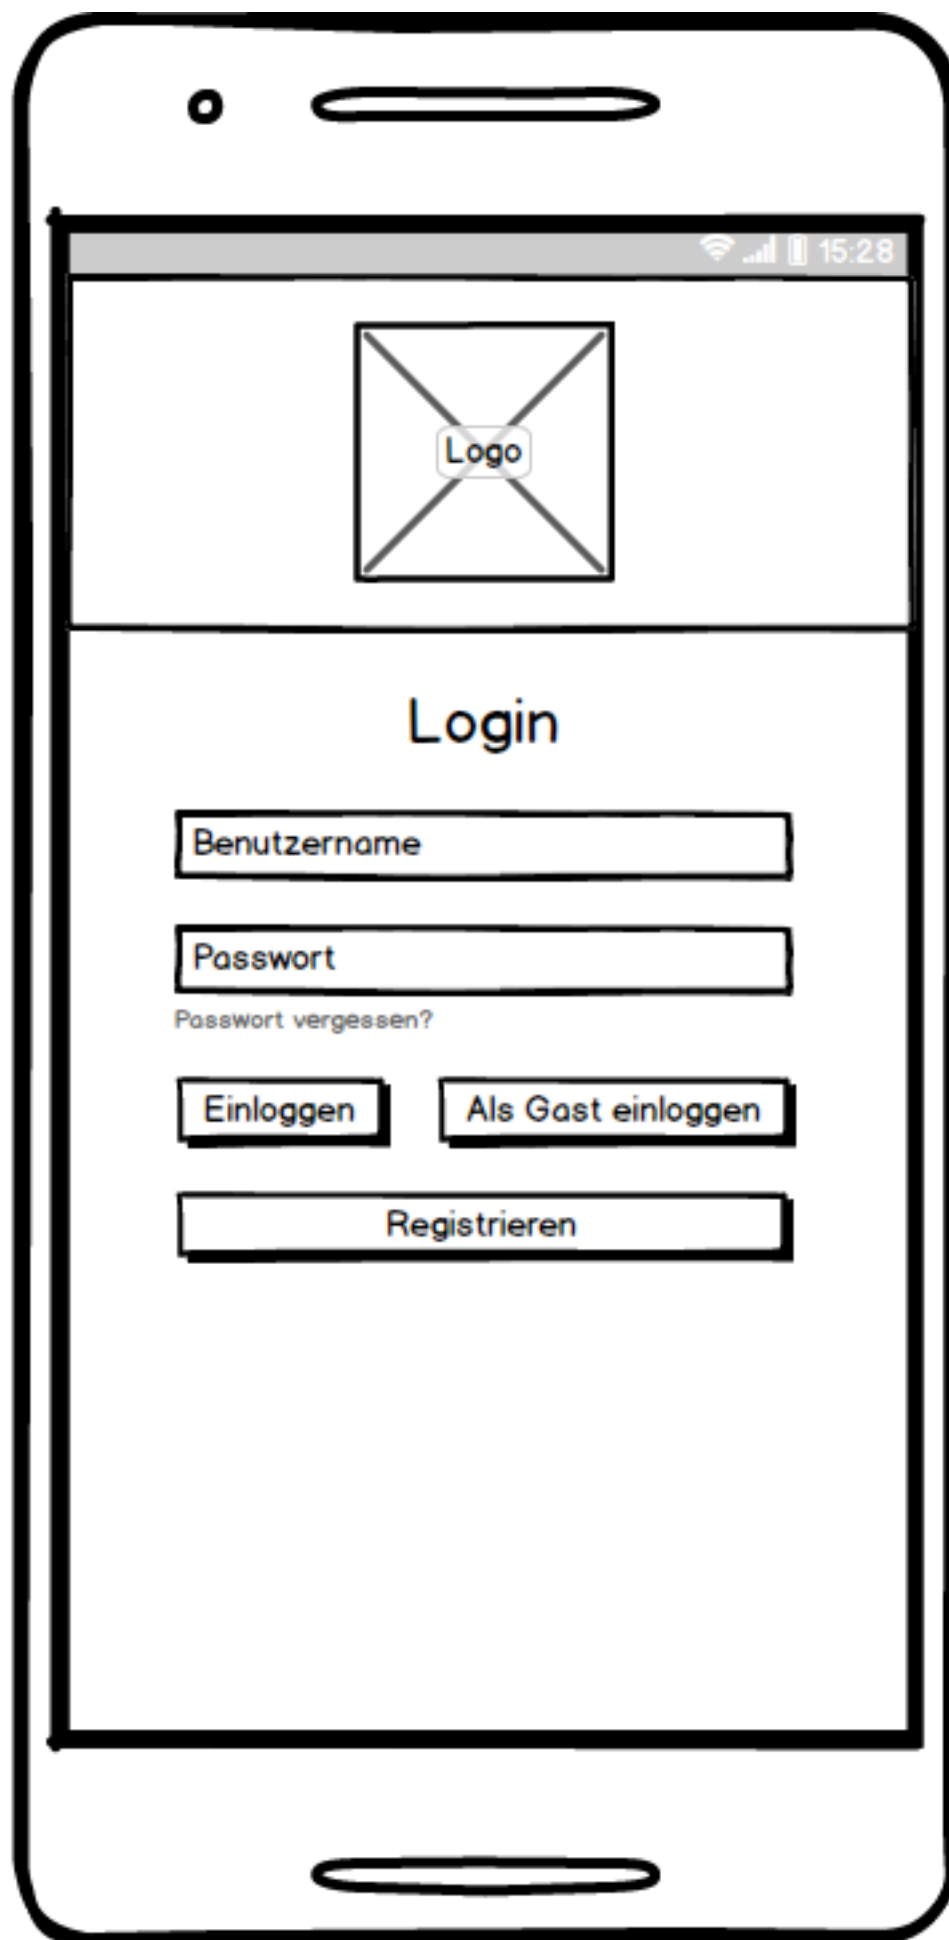 15:28
Logo
Login
Benutzername
Passwort
Passwort vergessen?
Einloggen Als Gast einloggen
Registrieren